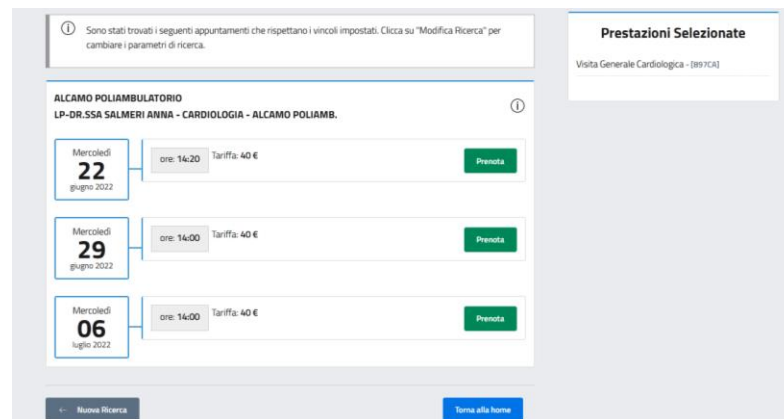 Sono stati trovati i seguenti appuntamenti che rispettano i vincoli impostati. Clicca su "Modifica Ricerca" per
cambiare i parametri di ricerca.
Prestazioni Selezionate
Visita Generale Cardiologica - [897CA]
ALCAMO POLIAMBULATORIO
LP-DR.SSA SALMERI ANNA - CARDIOLOGIA - ALCAMO POLIAMB.
Mercoledì
22
giugno 2022
ore: 14:20 Tariffa: 40 €
Prenota
Mercoledì
29
giugno 2022
ore: 14:00 Tariffa: 40 €
Prenota
Mercoledì
06
luglio 2022
ore: 14:00 Tariffa: 40 €
Prenota
← Nuova Ricerca
Torna alla home